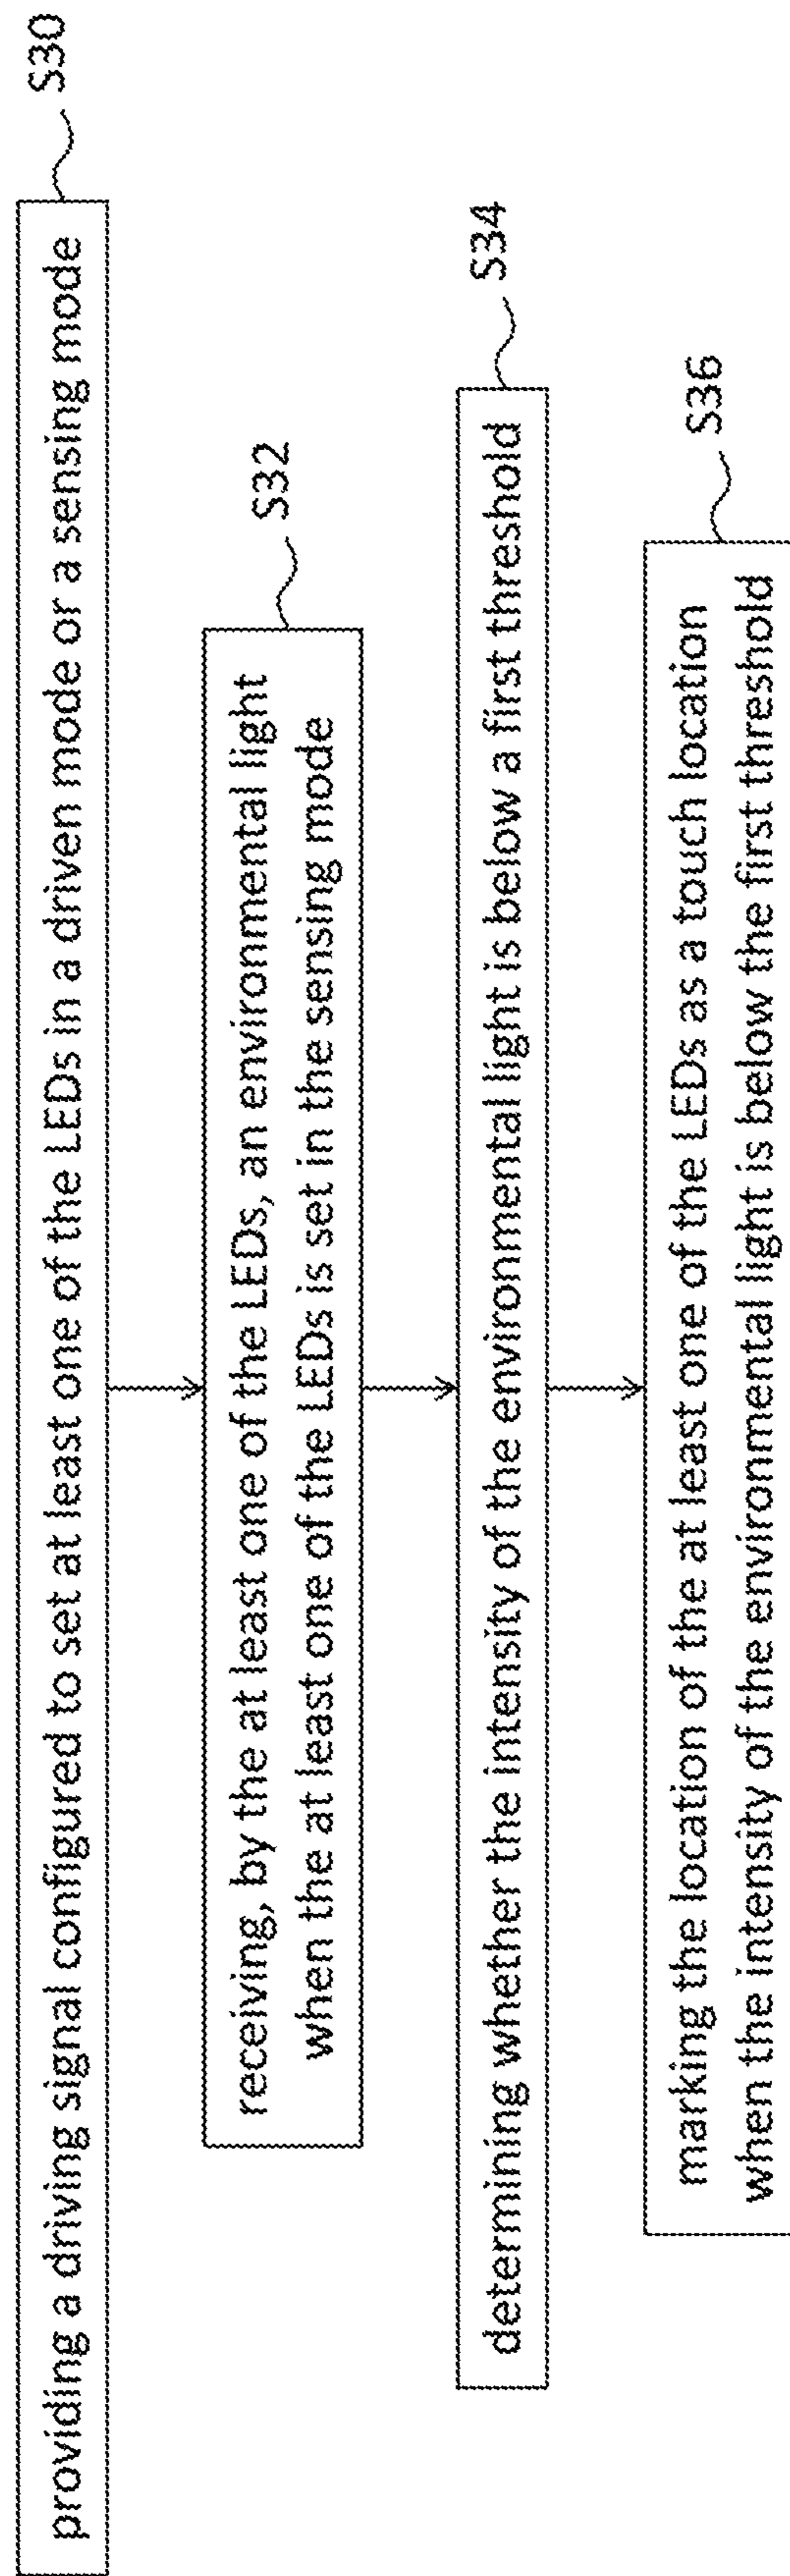 providing a driving signal configured to set at least one of the LEDs in a driven mode or a sensing mode
S30
receiving, by the at least one of the LEDs, an environmental light
when the at least one of the LEDs is set in the sensing mode
S32
determining whether the intensity of the environmental light is below a first threshold
S34
marking the location of the at least one of the LEDs as a touch location
when the intensity of the environmental light is below the first threshold
S36